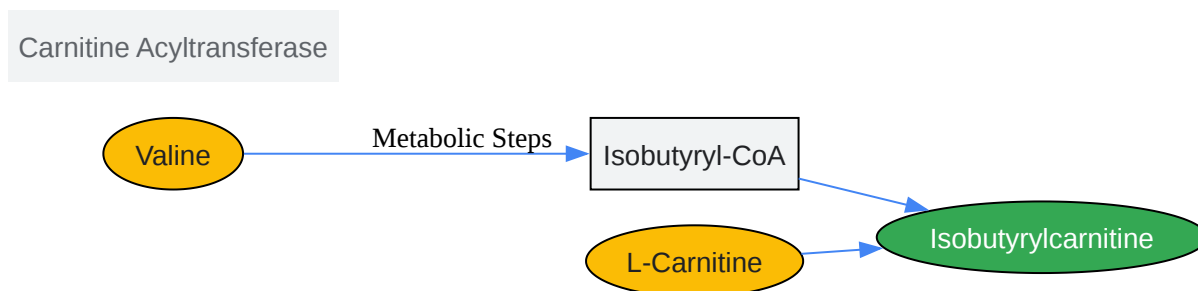 Carnitine Acyltransferase
Metabolic Steps
Valine
Isobutyryl-CoA
Isobutyrylcarnitine
L-Carnitine